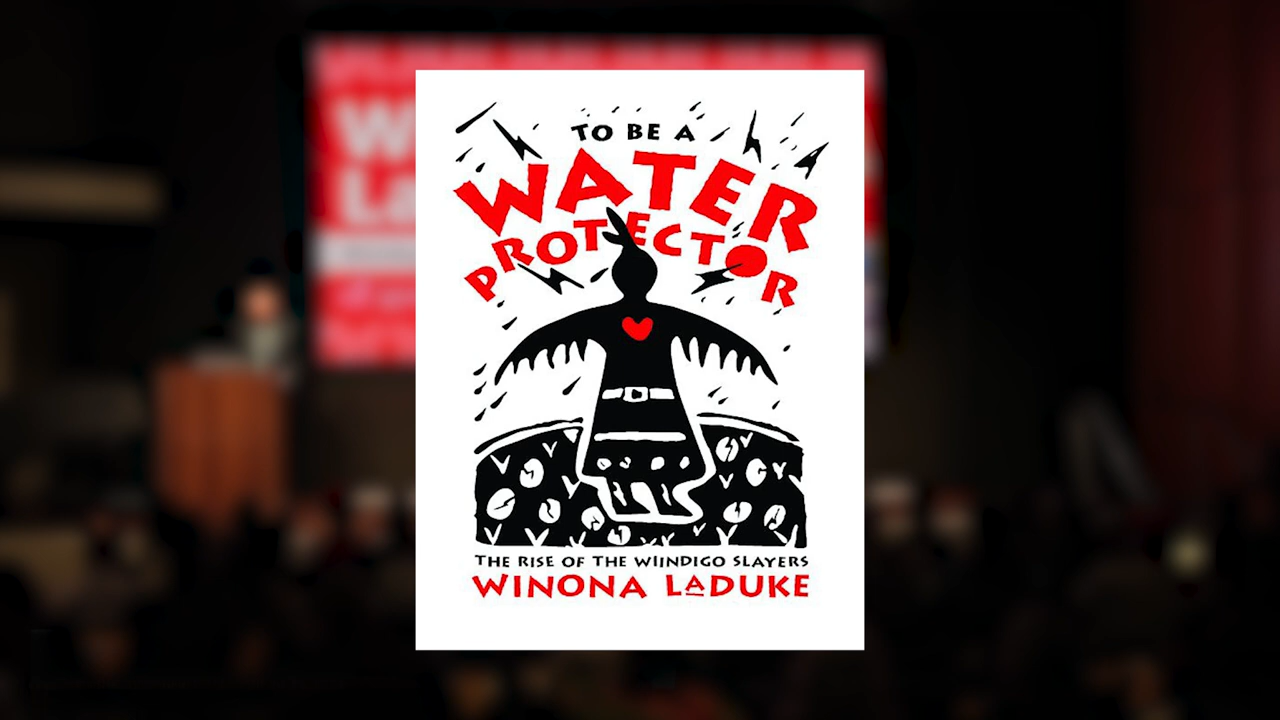 TO BE A
WATER
PROTECTOR
THE RISE OF THE WIINDIGO SLAYERS
WINONA LADUKE